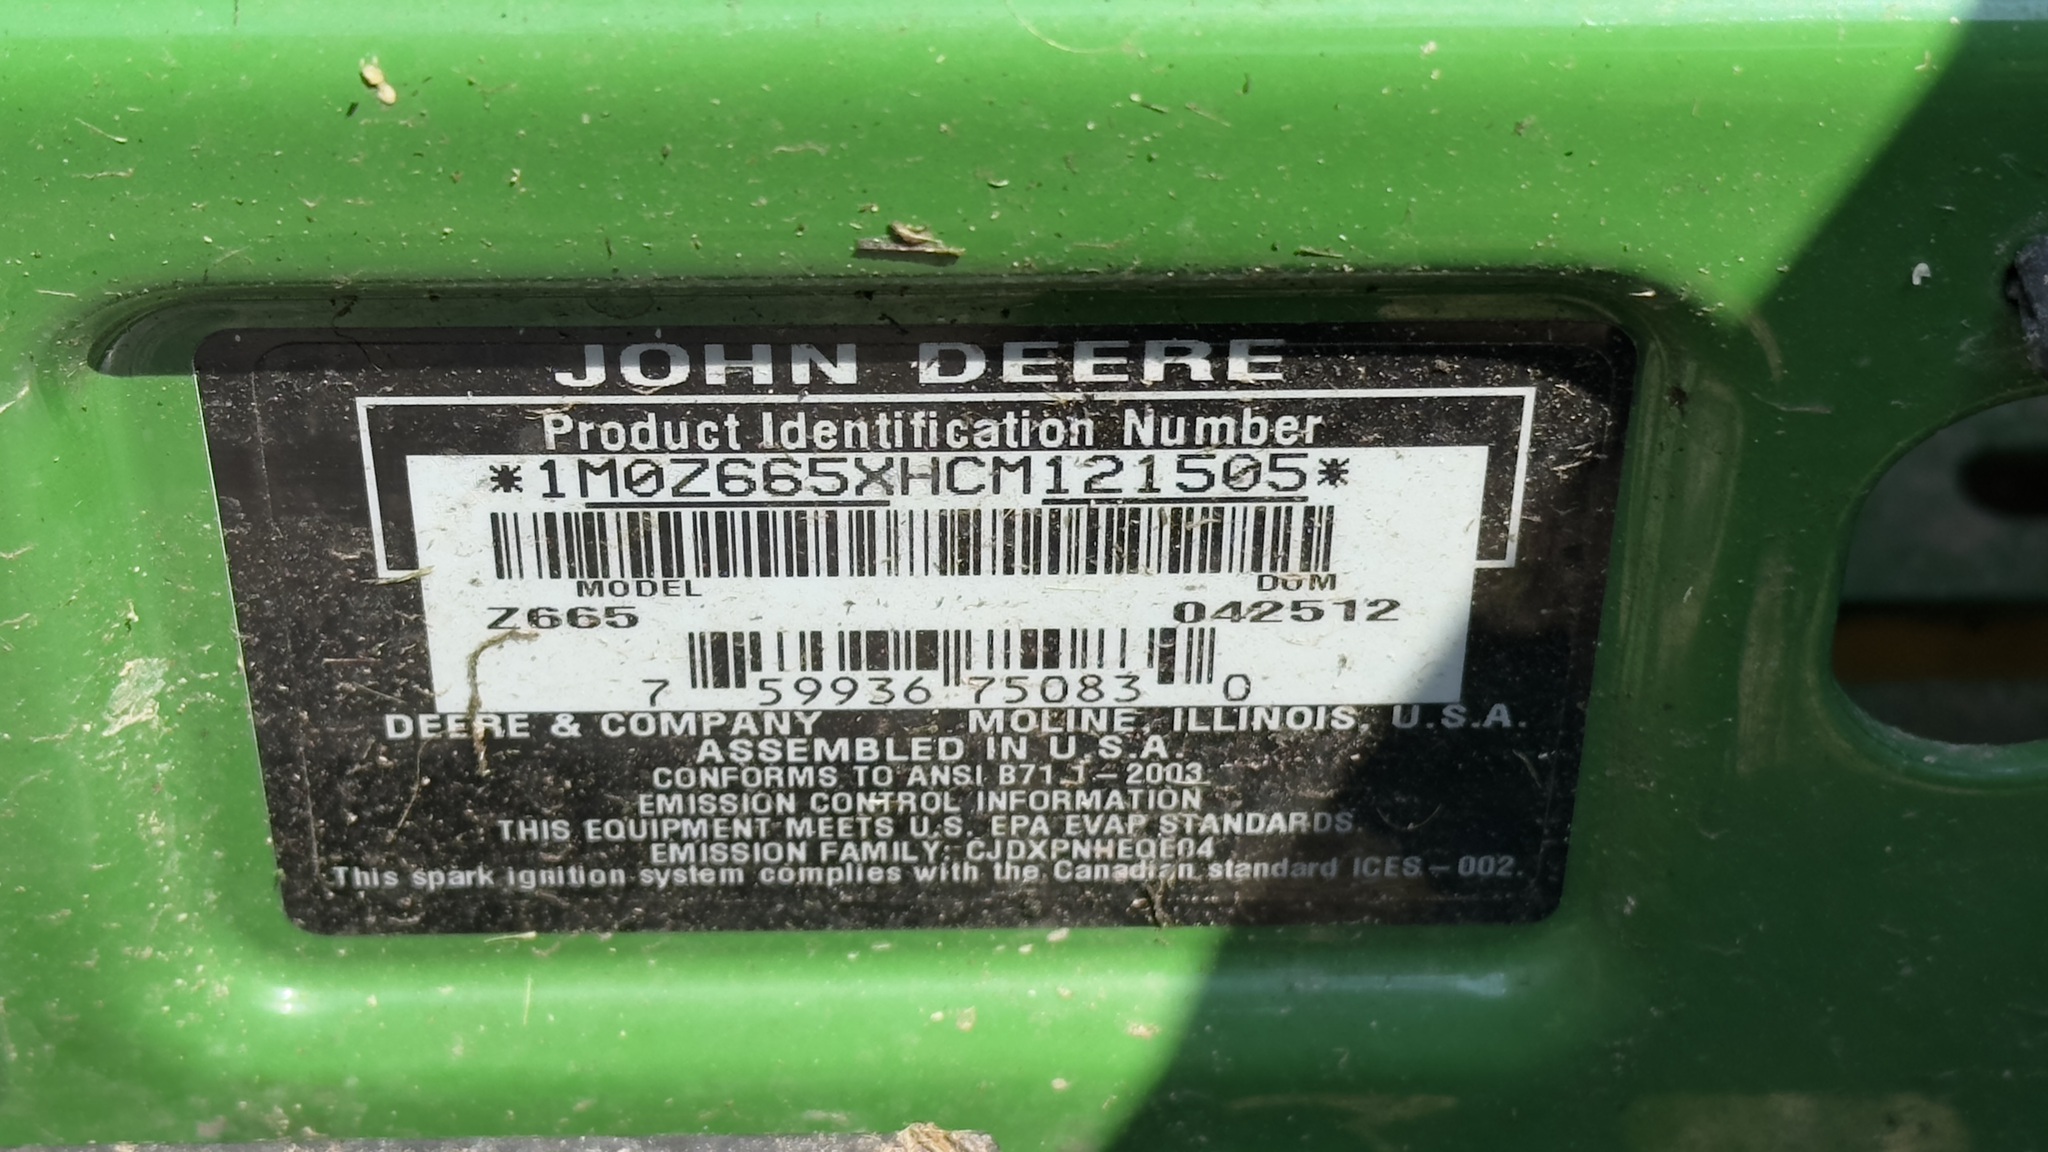 JOHN DEERE
Product Identification Number
*1M0Z665XHCM121505*
MODEL DOM
Z665 042512
7 59936 75083 0
DEERE & COMPANY MOLINE, ILLINOIS, U.S.A.
ASSEMBLED IN U.S.A.
CONFORMS TO ANSI B71.1-2003
EMISSION CONTROL INFORMATION
THIS EQUIPMENT MEETS U.S. EPA EVAP STANDARDS.
EMISSION FAMILY: CJDXPNHEQE04
This spark ignition system complies with the Canadian standard ICES-002.